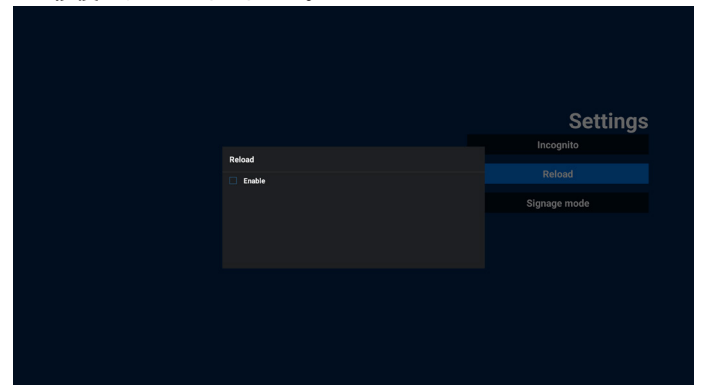 Settings
Incognito
Reload
Signage mode
Reload
Enable